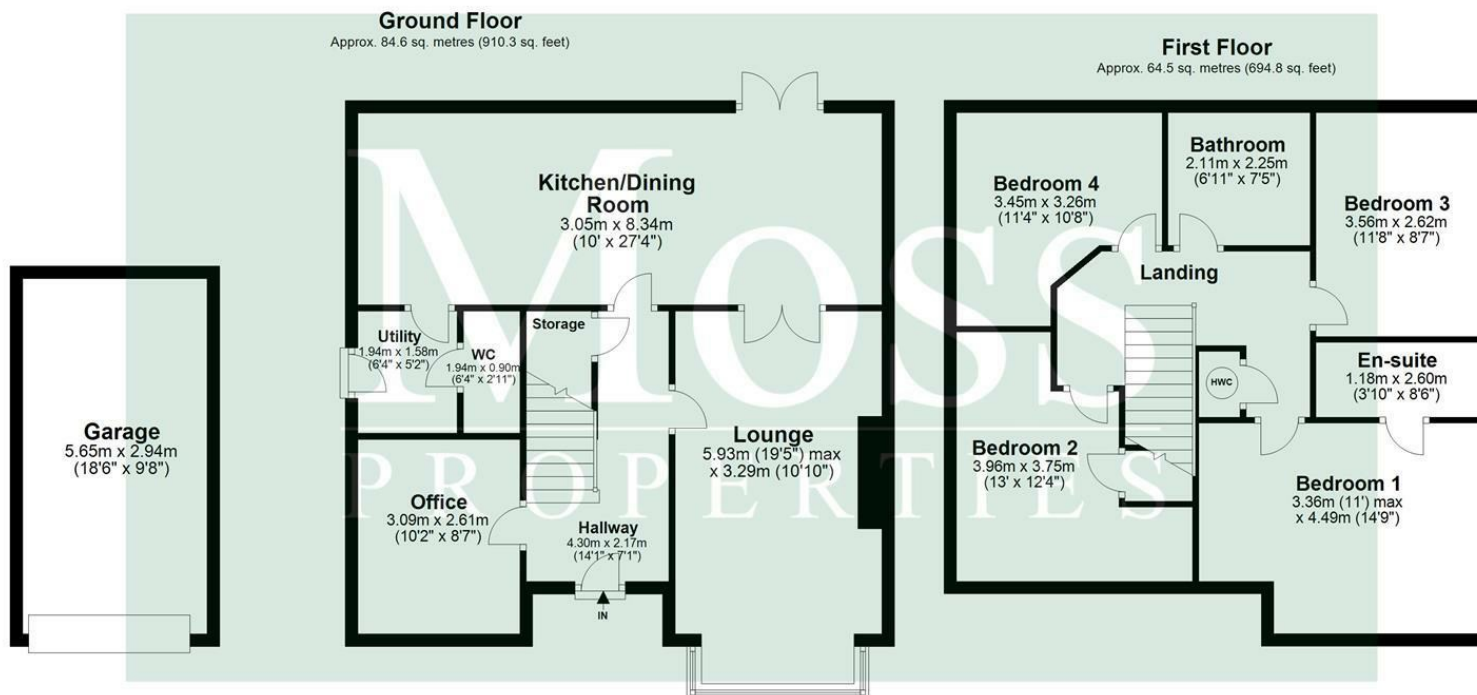 Ground Floor
Approx. 84.6 sq. metres (910.3 sq. feet)
First Floor
Approx. 64.5 sq. metres (694.8 sq. feet)
Kitchen/Dining
Room
3.05m x 8.34m
(10' x 27'4")
Bedroom 4
3.45m x 3.26m
(11'4" x 10'8")
Bathroom
2.11m x 2.25m
(6'11" x 7'5")
Bedroom 3
3.56m x 2.62m
(11'8" x 8'7")
Landing
MOSS
PROPERTIES
Storage
Utility
1.94m x 1.58m
(6'4" x 5'2")
WC
1.94m x 0.90m
(6'4" x 2'11")
HWC
En-suite
1.18m x 2.60m
(3'10" x 8'6")
Garage
5.65m x 2.94m
(18'6" x 9'8")
Lounge
5.93m (19'5") max
x 3.29m (10'10")
Bedroom 2
3.96m x 3.75m
(13' x 12'4")
Bedroom 1
3.36m (11') max
x 4.49m (14'9")
Office
3.09m x 2.61m
(10'2" x 8'7")
Hallway
4.30m x 2.17m
(14'1" x 7'1")
IN